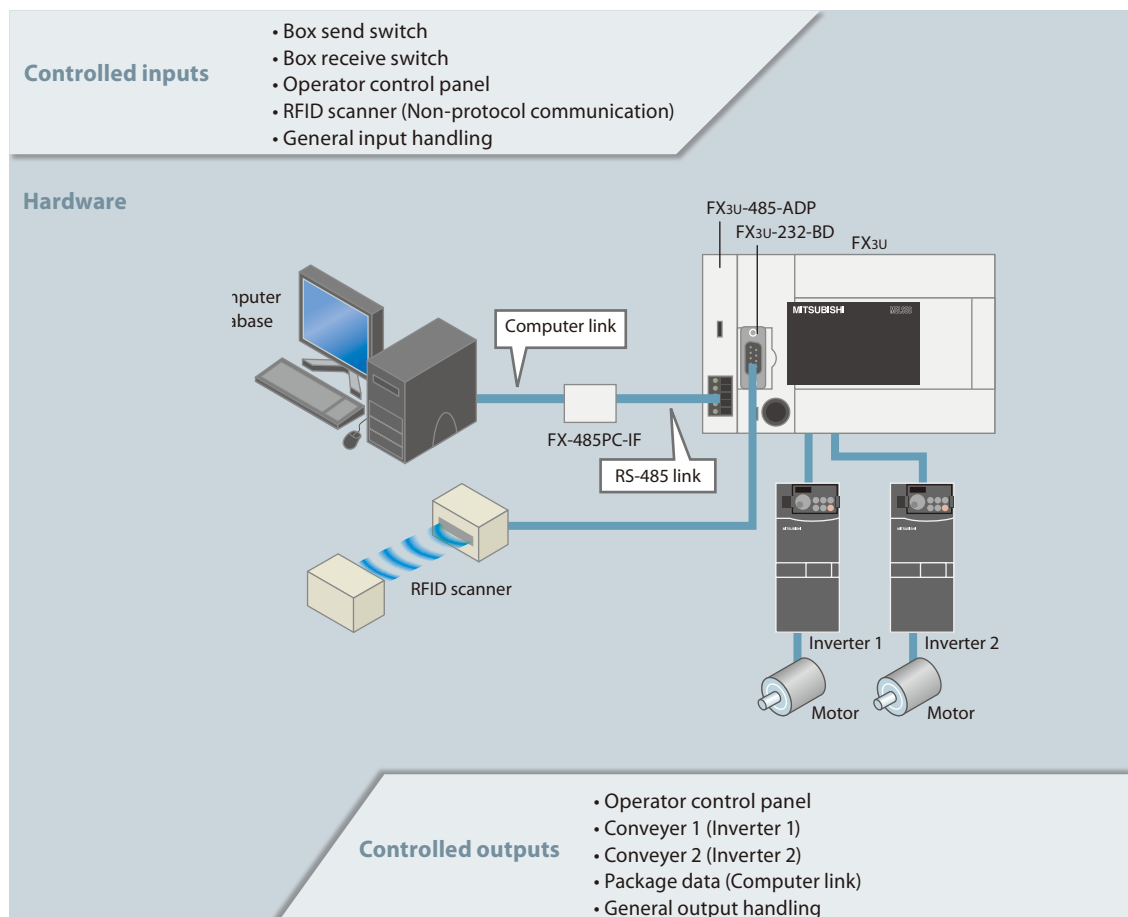 Controlled inputs
• Box send switch
• Box receive switch
• Operator control panel
• RFID scanner (Non-protocol communication)
• General input handling
Hardware
FX3U-485-ADP
FX3U-232-BD
FX3U
MITSUBISHI
nputer
abase
Computer link
FX-485PC-IF
RS-485 link
RFID scanner
Inverter 1
Inverter 2
Motor
Motor
Controlled outputs
• Operator control panel
• Conveyer 1 (Inverter 1)
• Conveyer 2 (Inverter 2)
• Package data (Computer link)
• General output handling